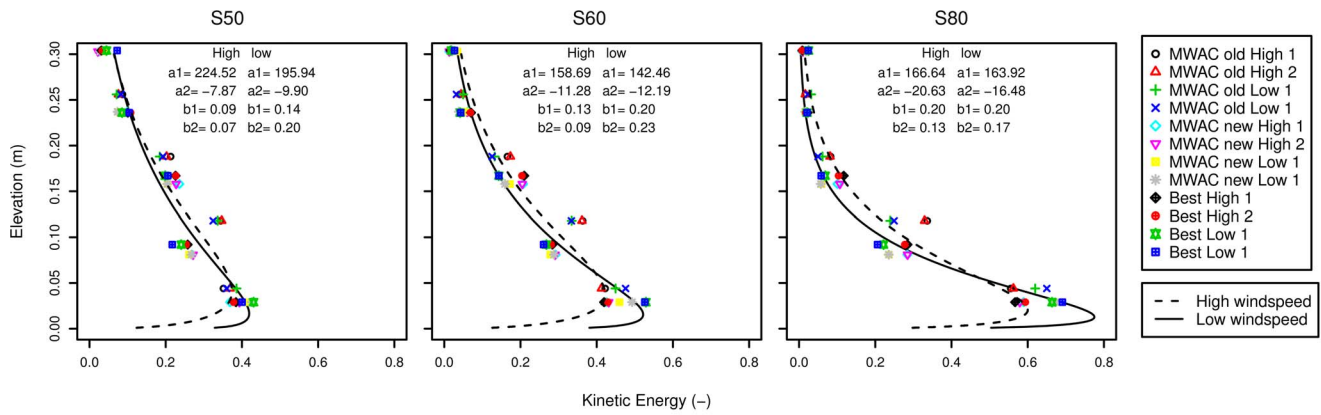 S50
S60
S80
Elevation (m)
0.00 0.05 0.10 0.15 0.20 0.25 0.30
High low
a1= 224.52 a1= 195.94
a2= −7.87 a2= −9.90
b1= 0.09 b1= 0.14
b2= 0.07 b2= 0.20
0.0 0.2 0.4 0.6 0.8
High low
a1= 158.69 a1= 142.46
a2= −11.28 a2= −12.19
b1= 0.13 b1= 0.20
b2= 0.09 b2= 0.23
0.0 0.2 0.4 0.6 0.8
High low
a1= 166.64 a1= 163.92
a2= −20.63 a2= −16.48
b1= 0.20 b1= 0.20
b2= 0.13 b2= 0.17
0.0 0.2 0.4 0.6 0.8
Kinetic Energy (−)
MWAC old High 1
MWAC old High 2
MWAC old Low 1
MWAC old Low 1
MWAC new High 1
MWAC new High 2
MWAC new Low 1
MWAC new Low 1
Best High 1
Best High 2
Best Low 1
Best Low 1
High windspeed
Low windspeed